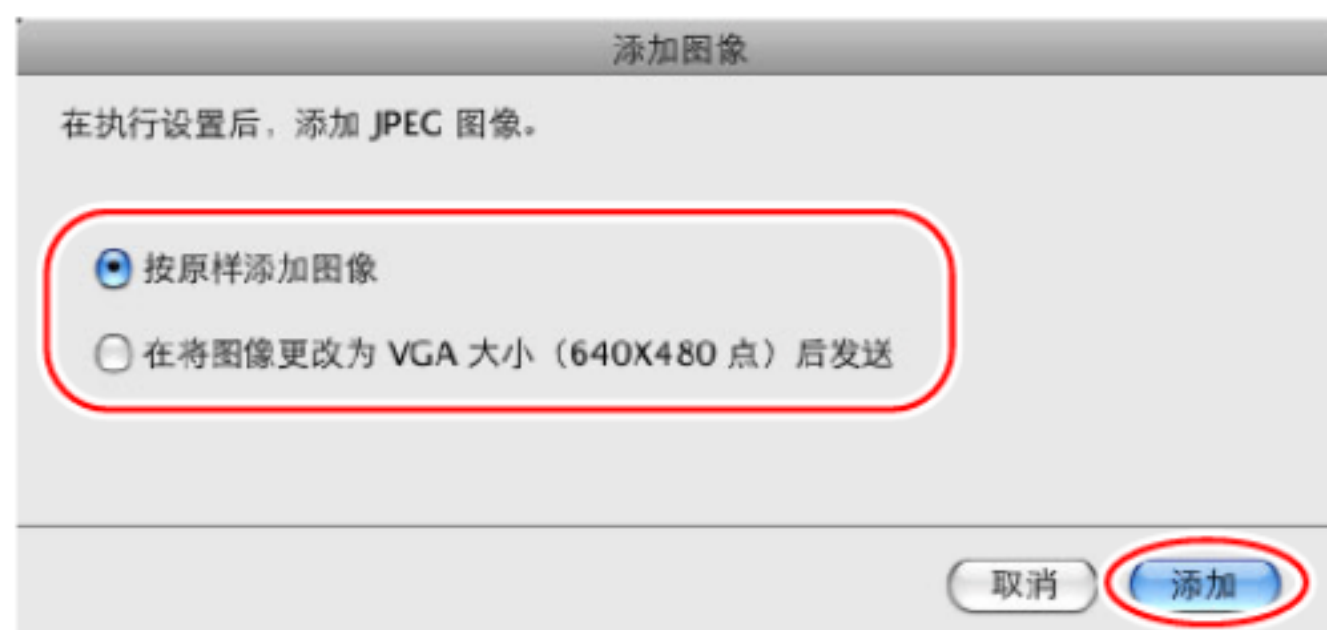 添加图像
在执行设置后，添加 JPEG 图像。
按原样添加图像
在将图像更改为 VGA 大小（640X480 点）后发送
取消 添加